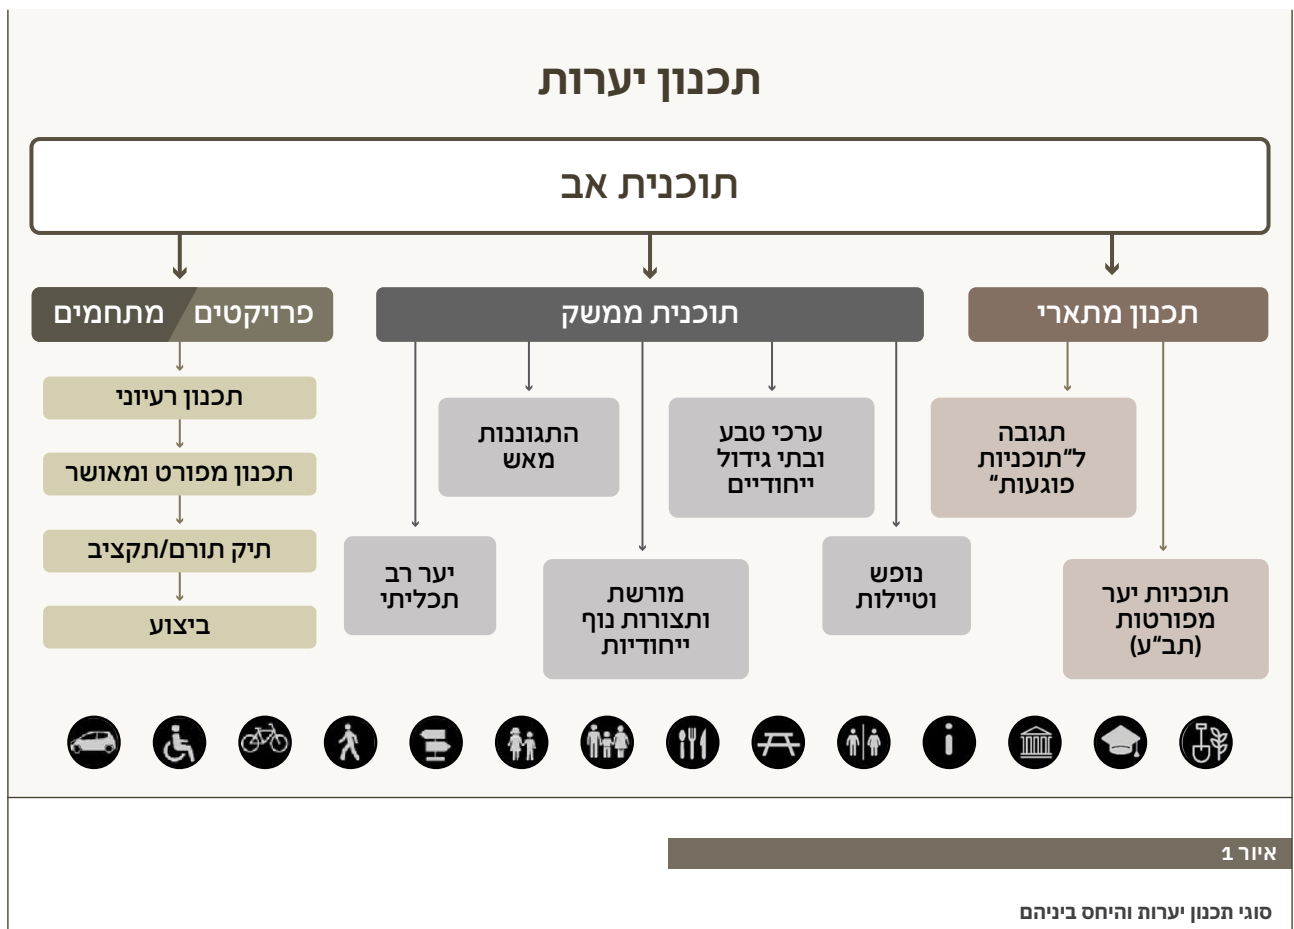 תכנון יערות
תוכנית אב
תכנון מתארי
תוכנית ממשק
פרויקטים
מתחמים
תגובה
ל"תוכניות
פוגעות"
תוכניות יער
מפורטות
(תב"ע)
ערכי טבע
ובתי גידול
ייחודיים
התגוננות
מאש
נופש
וטיילות
מורשת
ותצורות נוף
ייחודיות
יער רב
תכליתי
תכנון רעיוני
תכנון מפורט ומאושר
תיק תורם/תקציב
ביצוע
איור 1
סוגי תכנון יערות והיחס ביניהם